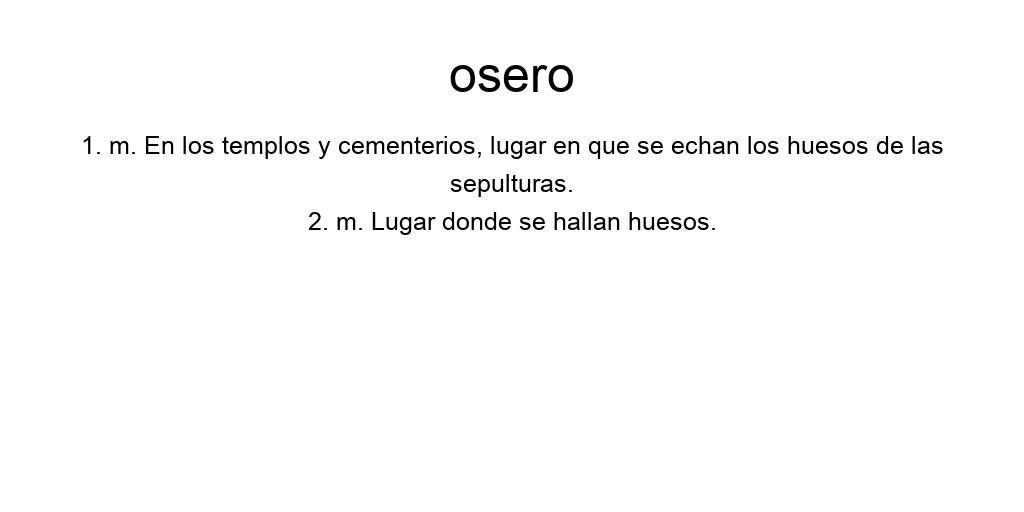 osero
1. m. En los templos y cementerios, lugar en que se echan los huesos de las
sepulturas.
2. m. Lugar donde se hallan huesos.